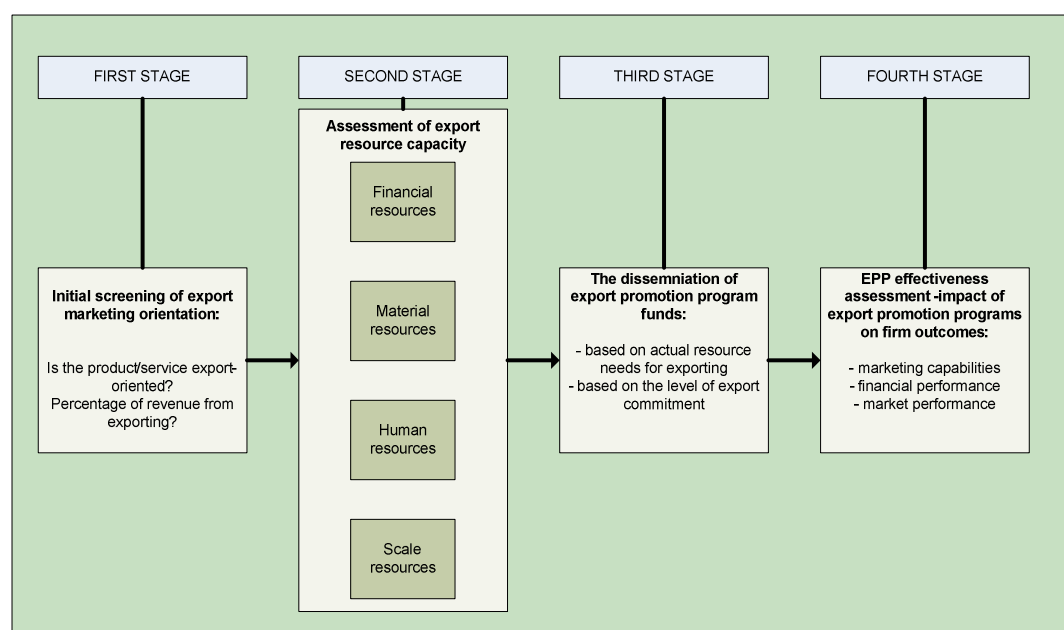 FIRST STAGE
SECOND STAGE
THIRD STAGE
FOURTH STAGE
Initial screening of export
marketing orientation:
Is the product/service export-
oriented?
Percentage of revenue from
exporting?
Assessment of export
resource capacity
Financial
resources
Material
resources
Human
resources
Scale
resources
The dissemniation of
export promotion program
funds:
- based on actual resource
needs for exporting
- based on the level of export
commitment
EPP effectiveness
assessment -impact of
export promotion programs
on firm outcomes:
- marketing capabilities
- financial performance
- market performance